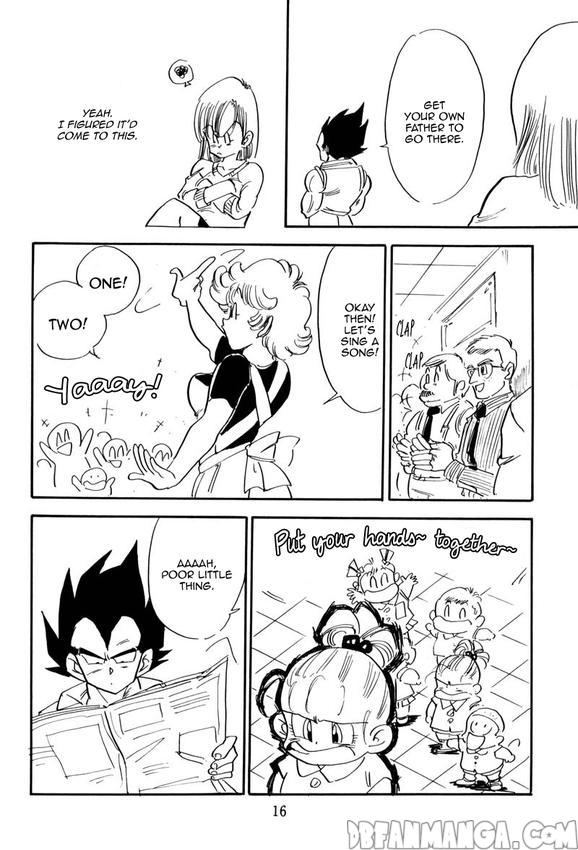 GET
YOUR OWN
FATHER TO
GO THERE.
YEAH.
I FIGURED IT'D
COME TO THIS.
CLAP
CLAP
OKAY
THEN!
LET'S
SING A
SONG!
ONE!
TWO!
Yaaaay!
Put your hands~ together~
AAAAH,
POOR LITTLE
THING.
16
DBFANMANGA.COM